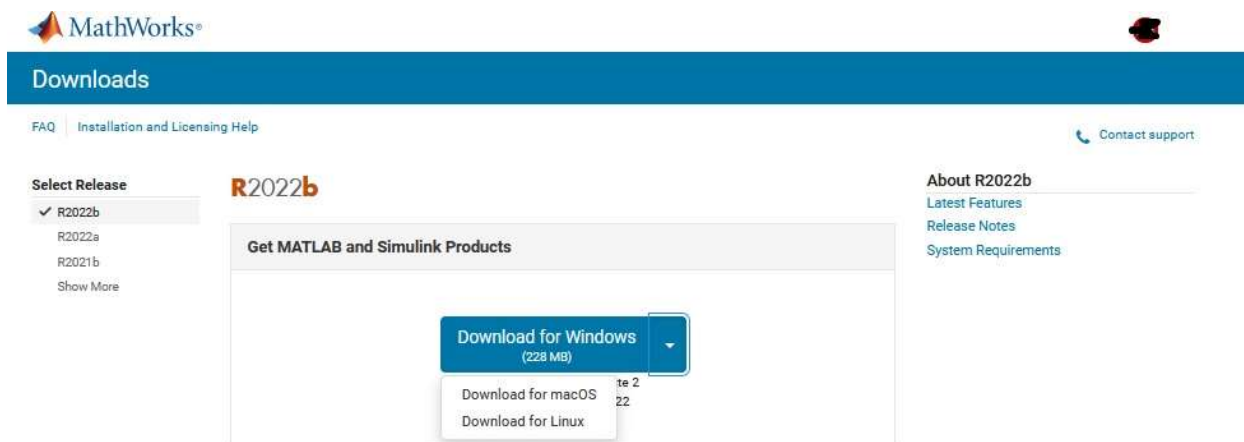 MathWorks®
Downloads
FAQ
Installation and Licensing Help
Contact support
Select Release
R2022b
R2022a
R2021b
Show More
R2022b
Get MATLAB and Simulink Products
Download for Windows
(228 MB)
te 2
22
Download for macOS
Download for Linux
About R2022b
Latest Features
Release Notes
System Requirements